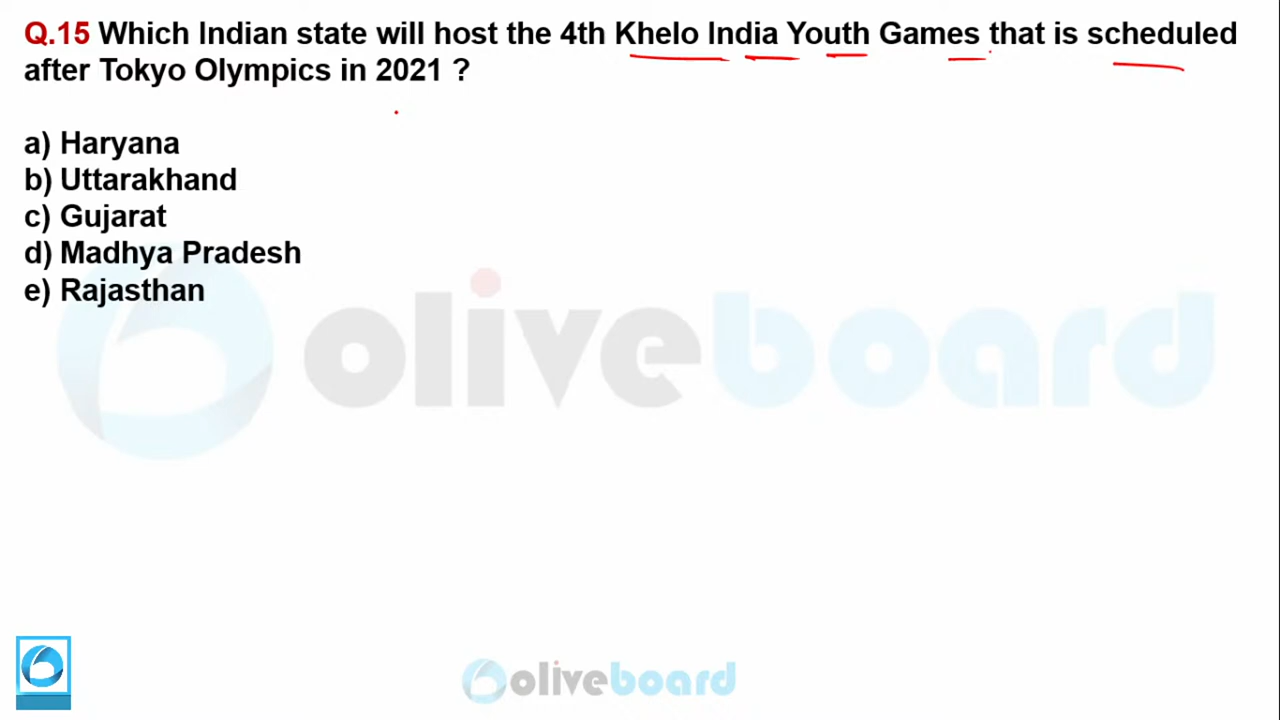 Q.15 Which Indian state will host the 4th Khelo India Youth Games that is scheduled
after Tokyo Olympics in 2021 ?
a) Haryana
b) Uttarakhand
c) Gujarat
d) Madhya Pradesh
e) Rajasthan
oliveboard
oliveboard